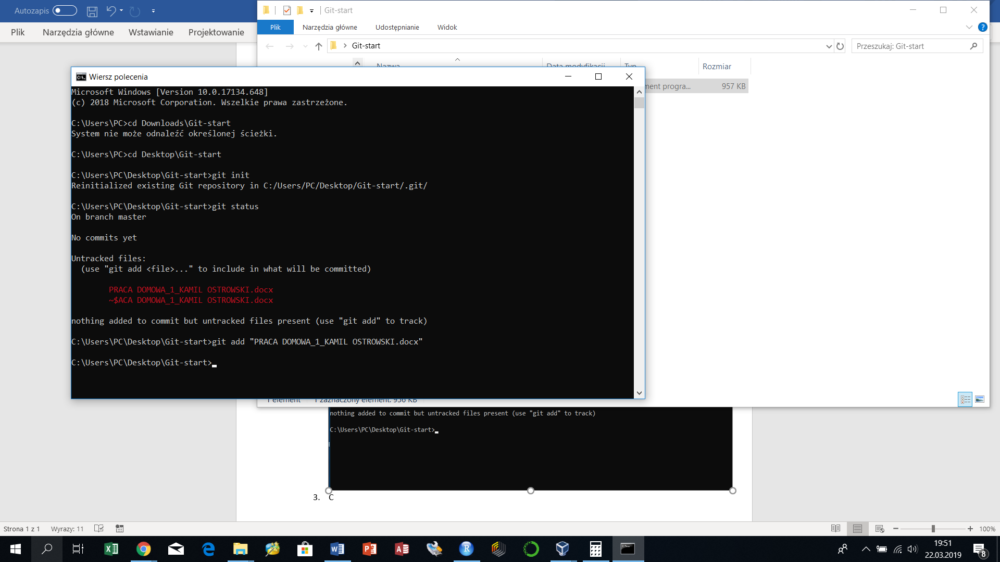 Autozapis
Git-start
Plik
Narzędzia główne
Wstawianie
Projektowanie
Plik
Narzędzia główne
Udostępnianie
Widok
Git-start
Przeszukaj: Git-start
Nazwa
Data modyfikacji
Typ
Rozmiar
ment progra...
957 KB
Wiersz polecenia
Microsoft Windows [Version 10.0.17134.648]
(c) 2018 Microsoft Corporation. Wszelkie prawa zastrzeżone.
C:\Users\PC>cd Downloads\Git-start
System nie może odnaleźć określonej ścieżki.
C:\Users\PC>cd Desktop\Git-start
C:\Users\PC\Desktop\Git-start>git init
Reinitialized existing Git repository in C:/Users/PC/Desktop/Git-start/.git/
C:\Users\PC\Desktop\Git-start>git status
On branch master
No commits yet
Untracked files:
(use "git add <file>..." to include in what will be committed)
PRACA DOMOWA_1_KAMIL OSTROWSKI.docx
~$ACA DOMOWA_1_KAMIL OSTROWSKI.docx
nothing added to commit but untracked files present (use "git add" to track)
C:\Users\PC\Desktop\Git-start>git add "PRACA DOMOWA_1_KAMIL OSTROWSKI.docx"
C:\Users\PC\Desktop\Git-start>
1 element
1 zaznaczony element. 956 KB
nothing added to commit but untracked files present (use "git add" to track)
C:\Users\PC\Desktop\Git-start>
3. C
Strona 1 z 1
Wyrazy: 11
100%
19:51
22.03.2019
8